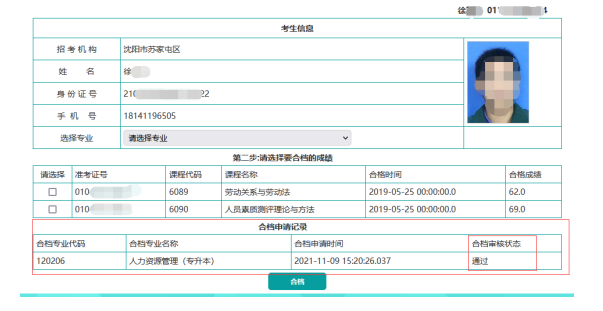 徐 01 4
考生信息
招考机构 沈阳市苏家屯区
姓 名 徐
身份证号 210 22
手 机 号 18141196505
选择专业 请选择专业
第二步:请选择要合档的成绩
请选择 准考证号 课程代码 课程名称 合格时间 合格成绩
010 6089 劳动关系与劳动法 2019-05-25 00:00:00.0 62.0
010 6090 人员素质测评理论与方法 2019-05-25 00:00:00.0 69.0
合档申请记录
合档专业代码 合档专业名称 合档申请时间 合档审核状态
120206 人力资源管理（专升本） 2021-11-09 15:20:26.037 通过
合档